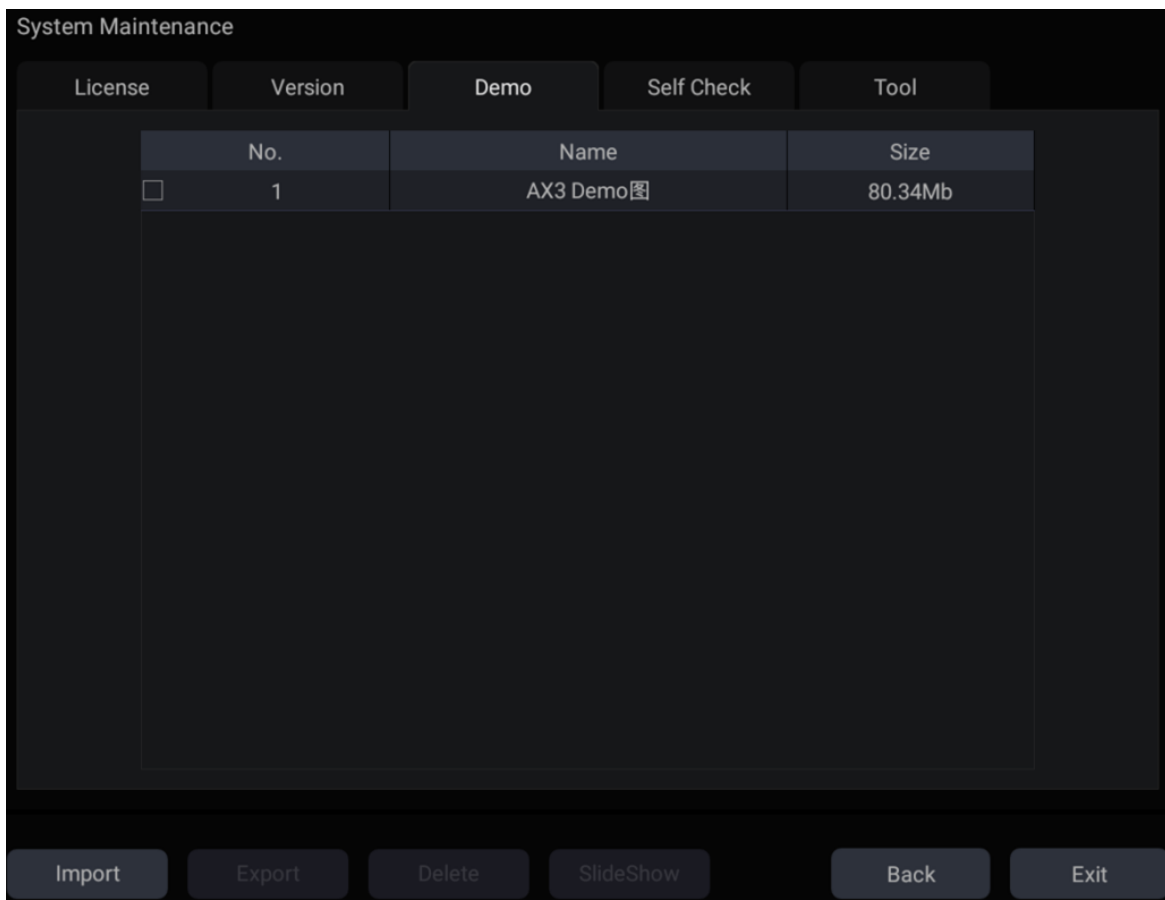 System Maintenance
License Version Demo Self Check Tool
No. Name Size
1 AX3 Demo图 80.34Mb
Import Export Delete SlideShow Back Exit